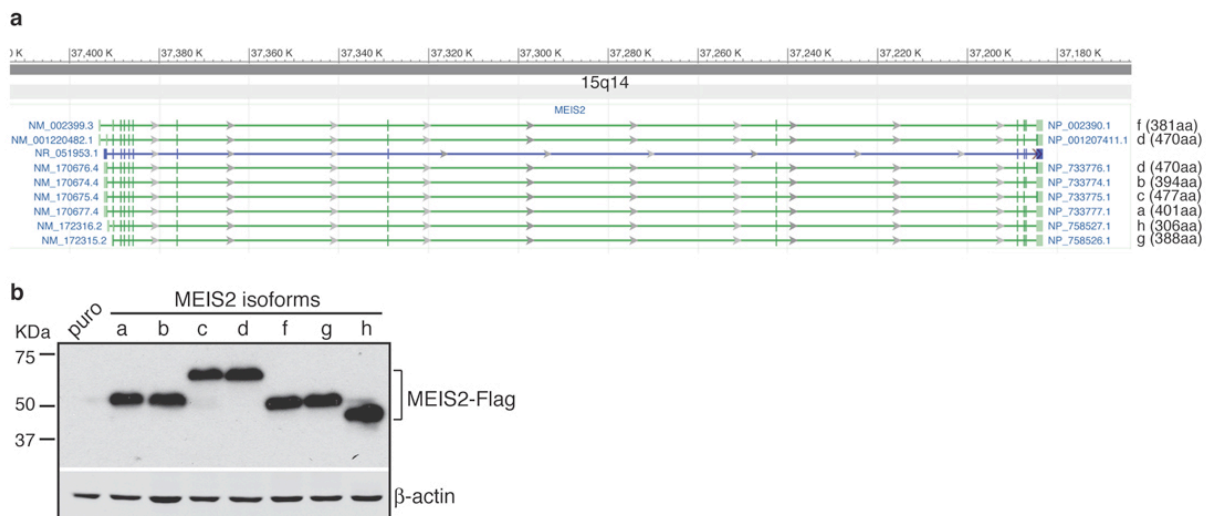 a
0 K 37,400 K 37,380 K 37,360 K 37,340 K 37,320 K 37,300 K 37,280 K 37,260 K 37,240 K 37,220 K 37,200 K 37,180 K
15q14
MEIS2
NM_002399.3 NP_002390.1 f (381aa)
NM_001220482.1 NP_001207411.1 d (470aa)
NR_051953.1
NM_170676.4 NP_733776.1 d (470aa)
NM_170674.4 NP_733774.1 b (394aa)
NM_170675.4 NP_733775.1 c (477aa)
NM_170677.4 NP_733777.1 a (401aa)
NM_172316.2 NP_758527.1 h (306aa)
NM_172315.2 NP_758526.1 g (388aa)
b
MEIS2 isoforms
KDa puro a b c d f g h
75
50
MEIS2-Flag
37
β-actin